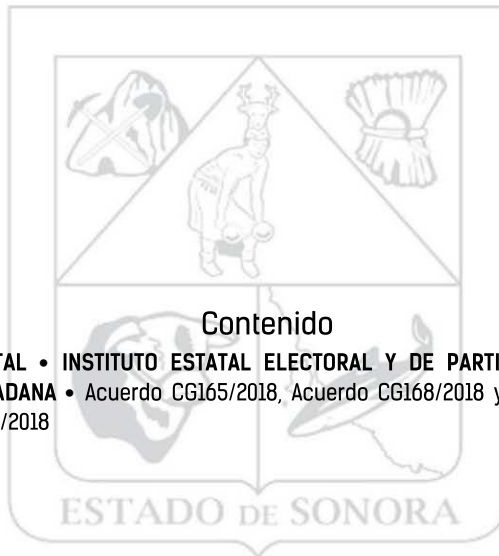 Contenido
TAL • INSTITUTO ESTATAL ELECTORAL Y DE PARTI
ADANA • Acuerdo CG165/2018, Acuerdo CG168/2018 y
/2018
ESTADO DE SONORA